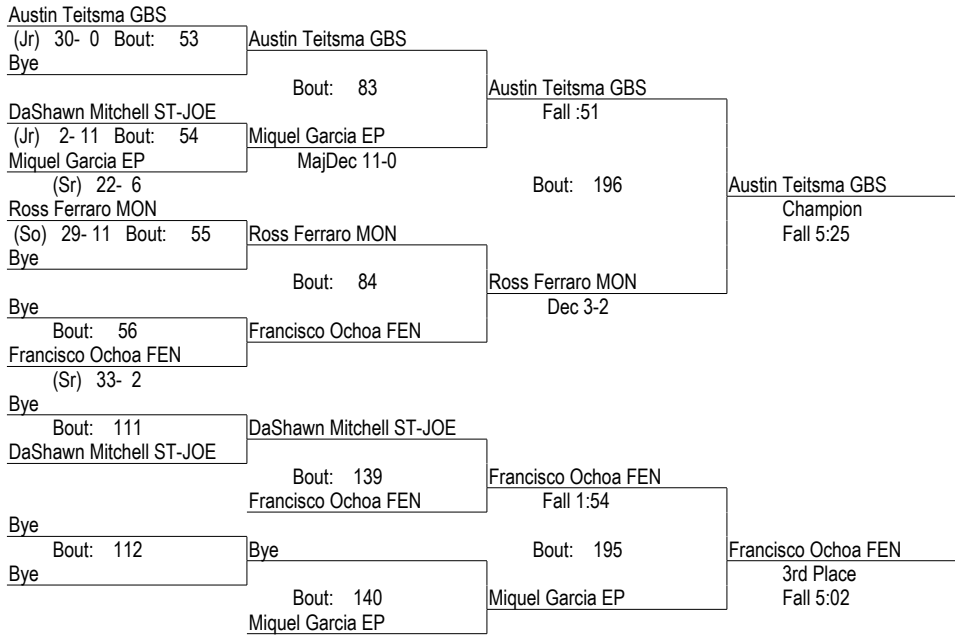 Austin Teitsma GBS
(Jr) 30- 0 Bout: 53 Austin Teitsma GBS
Bye
Bout: 83 Austin Teitsma GBS
DaShawn Mitchell ST-JOE Fall :51
(Jr) 2- 11 Bout: 54 Miquel Garcia EP
Miquel Garcia EP MajDec 11-0
(Sr) 22- 6 Bout: 196 Austin Teitsma GBS
Ross Ferraro MON Champion
(So) 29- 11 Bout: 55 Ross Ferraro MON Fall 5:25
Bye
Bout: 84 Ross Ferraro MON
Bye Dec 3-2
Bout: 56 Francisco Ochoa FEN
Francisco Ochoa FEN
(Sr) 33- 2
Bye
Bout: 111 DaShawn Mitchell ST-JOE
DaShawn Mitchell ST-JOE
Bout: 139 Francisco Ochoa FEN
Francisco Ochoa FEN Fall 1:54
Bye
Bout: 112 Bye Bout: 195 Francisco Ochoa FEN
Bye 3rd Place
Bout: 140 Miquel Garcia EP Fall 5:02
Miquel Garcia EP